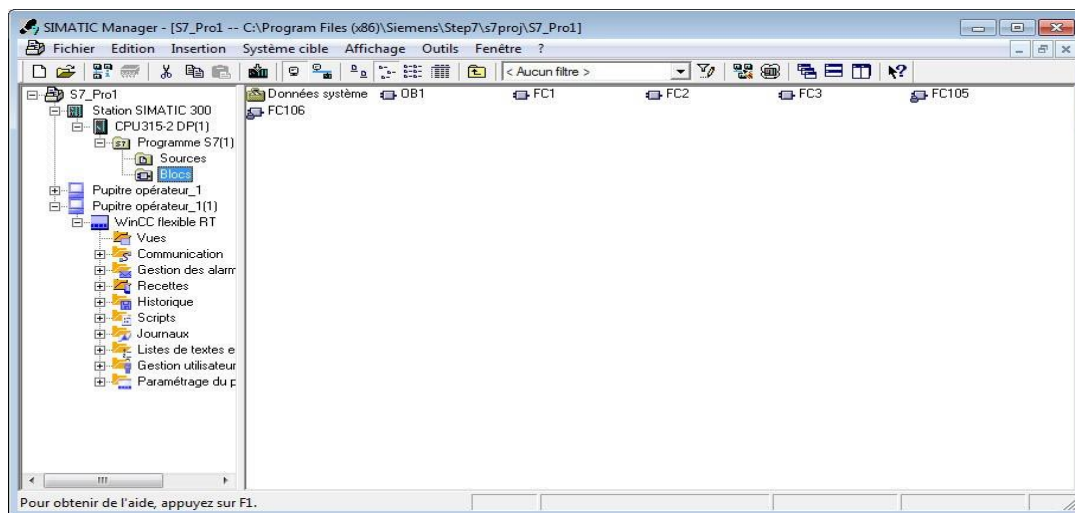 SIMATIC Manager - [S7_Pro1 -- C:\Program Files (x86)\Siemens\Step7\s7proj\S7_Pro1]
Fichier Edition Insertion Système cible Affichage Outils Fenêtre ?
< Aucun filtre >
S7_Pro1
Station SIMATIC 300
CPU315-2 DP(1)
Programme S7(1)
Sources
Blocs
Pupitre opérateur_1
Pupitre opérateur_1(1)
WinCC flexible RT
Vues
Communication
Gestion des alarm
Recettes
Historique
Scripts
Journaux
Listes de textes e
Gestion utilisateur
Paramétrage du p
Données système OB1 FC1 FC2 FC3 FC105
FC106
Pour obtenir de l'aide, appuyez sur F1.